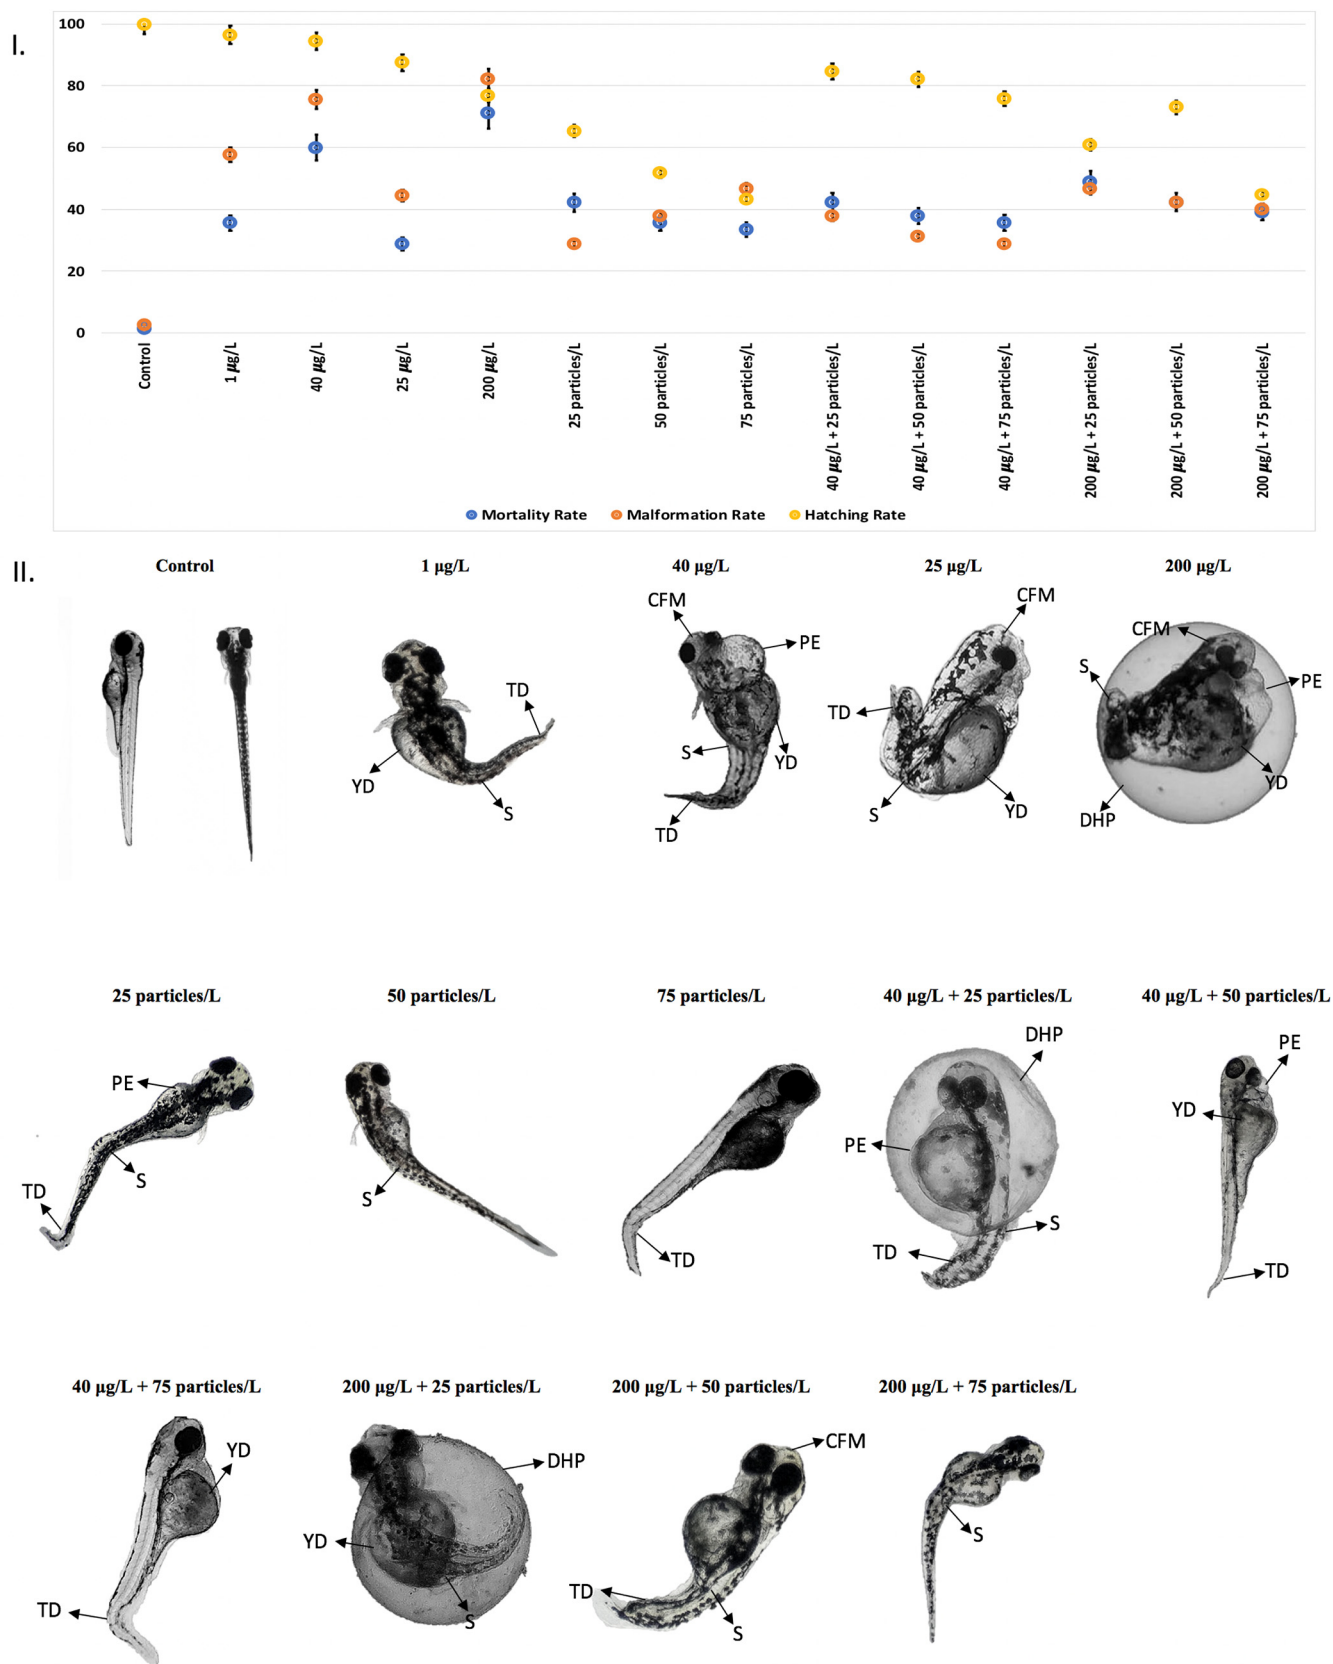 I.
100
80
60
40
20
0
Control
1 µg/L
40 µg/L
25 µg/L
200 µg/L
25 particles/L
50 particles/L
75 particles/L
40 µg/L + 25 particles/L
40 µg/L + 50 particles/L
40 µg/L + 75 particles/L
200 µg/L + 25 particles/L
200 µg/L + 50 particles/L
200 µg/L + 75 particles/L
Mortality Rate Malformation Rate Hatching Rate
II.
Control 1 µg/L 40 µg/L 25 µg/L 200 µg/L
YD
S
TD
CFM
PE
S
YD
TD
CFM
TD
S
YD
CFM
S
PE
YD
DHP
25 particles/L 50 particles/L 75 particles/L 40 µg/L + 25 particles/L 40 µg/L + 50 particles/L
PE
S
TD
S
TD
DHP
PE
S
TD
PE
YD
TD
40 µg/L + 75 particles/L 200 µg/L + 25 particles/L 200 µg/L + 50 particles/L 200 µg/L + 75 particles/L
YD
TD
DHP
YD
S
CFM
TD
S
S